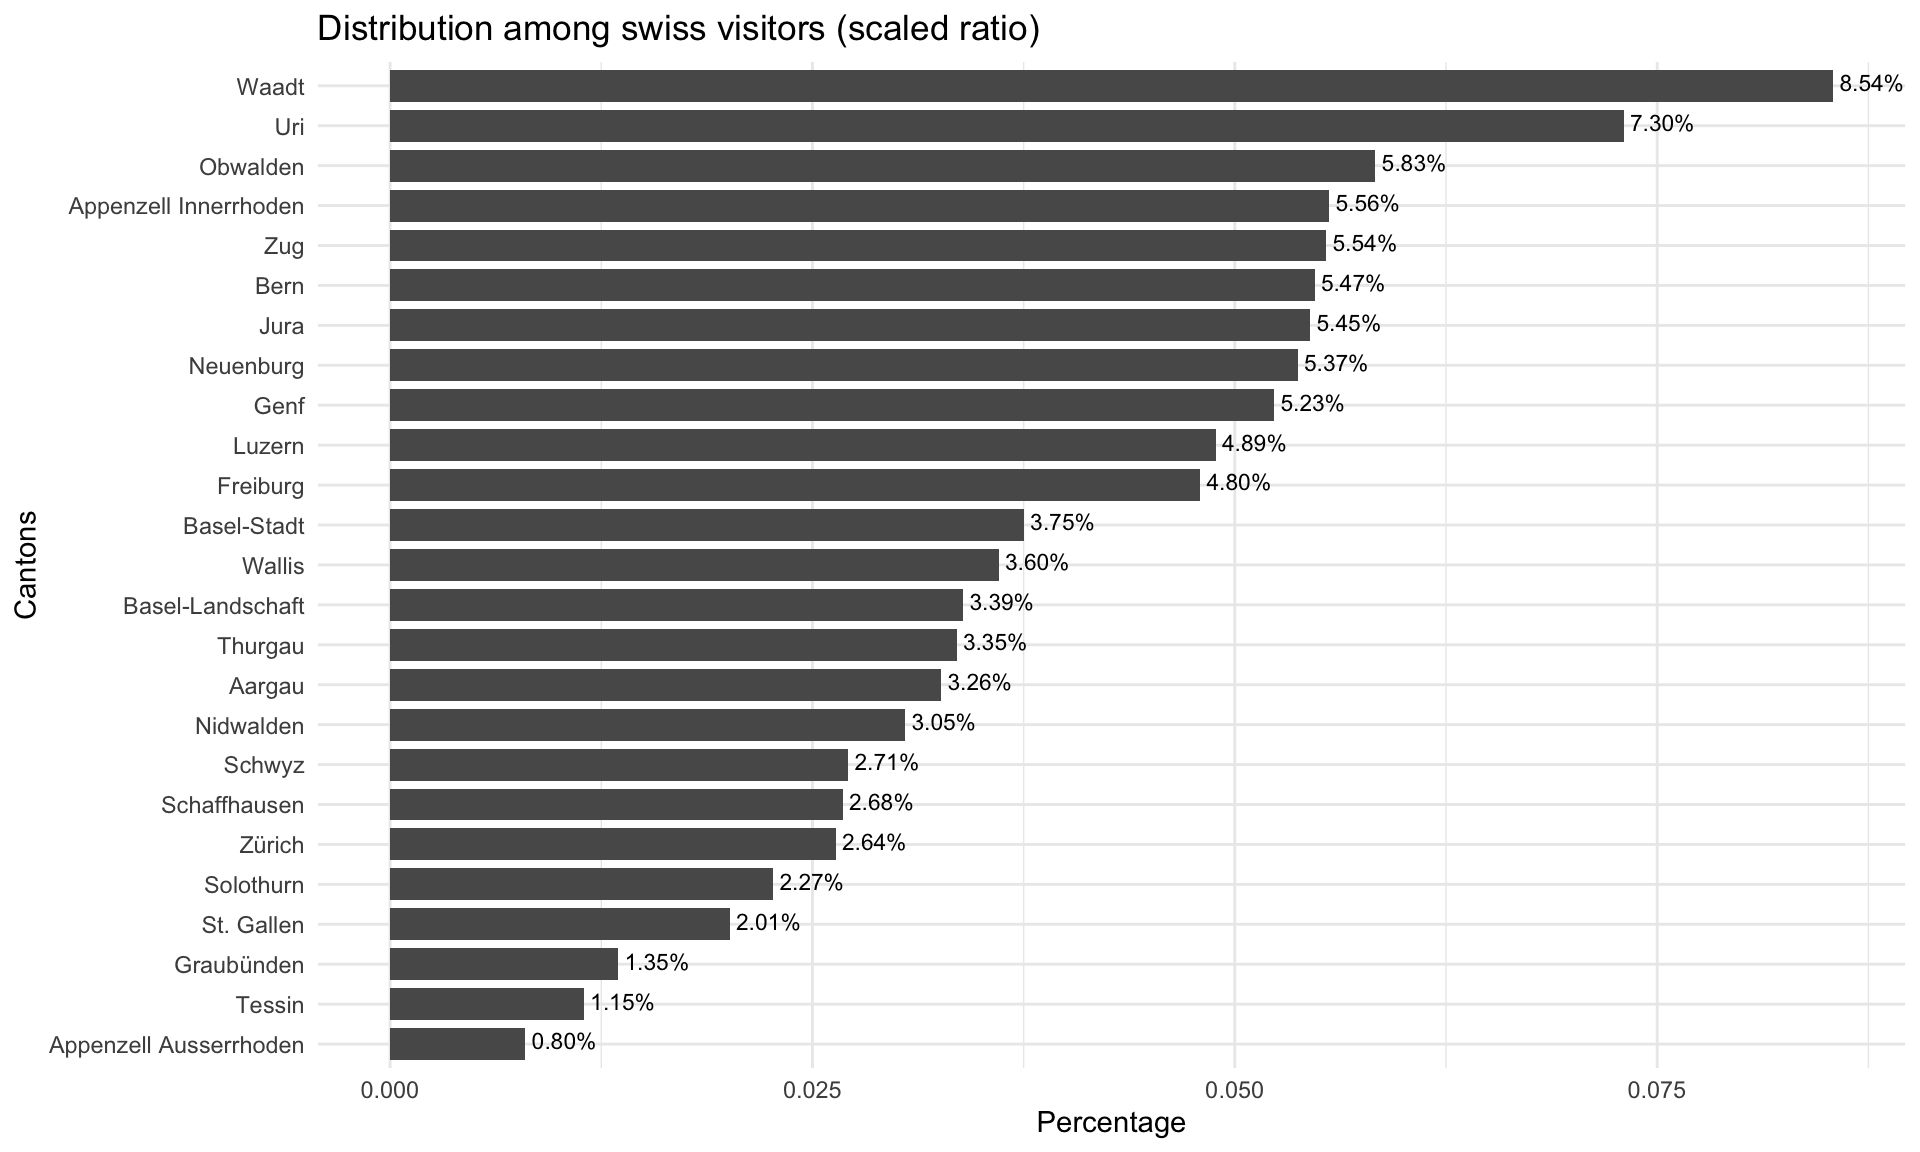 Distribution among swiss visitors (scaled ratio)
Waadt 8.54%
Uri 7.30%
Obwalden 5.83%
Appenzell Innerrhoden 5.56%
Zug 5.54%
Bern 5.47%
Jura 5.45%
Neuenburg 5.37%
Genf 5.23%
Luzern 4.89%
Freiburg 4.80%
Basel-Stadt 3.75%
Wallis 3.60%
Basel-Landschaft 3.39%
Thurgau 3.35%
Aargau 3.26%
Nidwalden 3.05%
Schwyz 2.71%
Schaffhausen 2.68%
Zürich 2.64%
Solothurn 2.27%
St. Gallen 2.01%
Graubünden 1.35%
Tessin 1.15%
Appenzell Ausserrhoden 0.80%
Cantons
0.000 0.025 0.050 0.075
Percentage